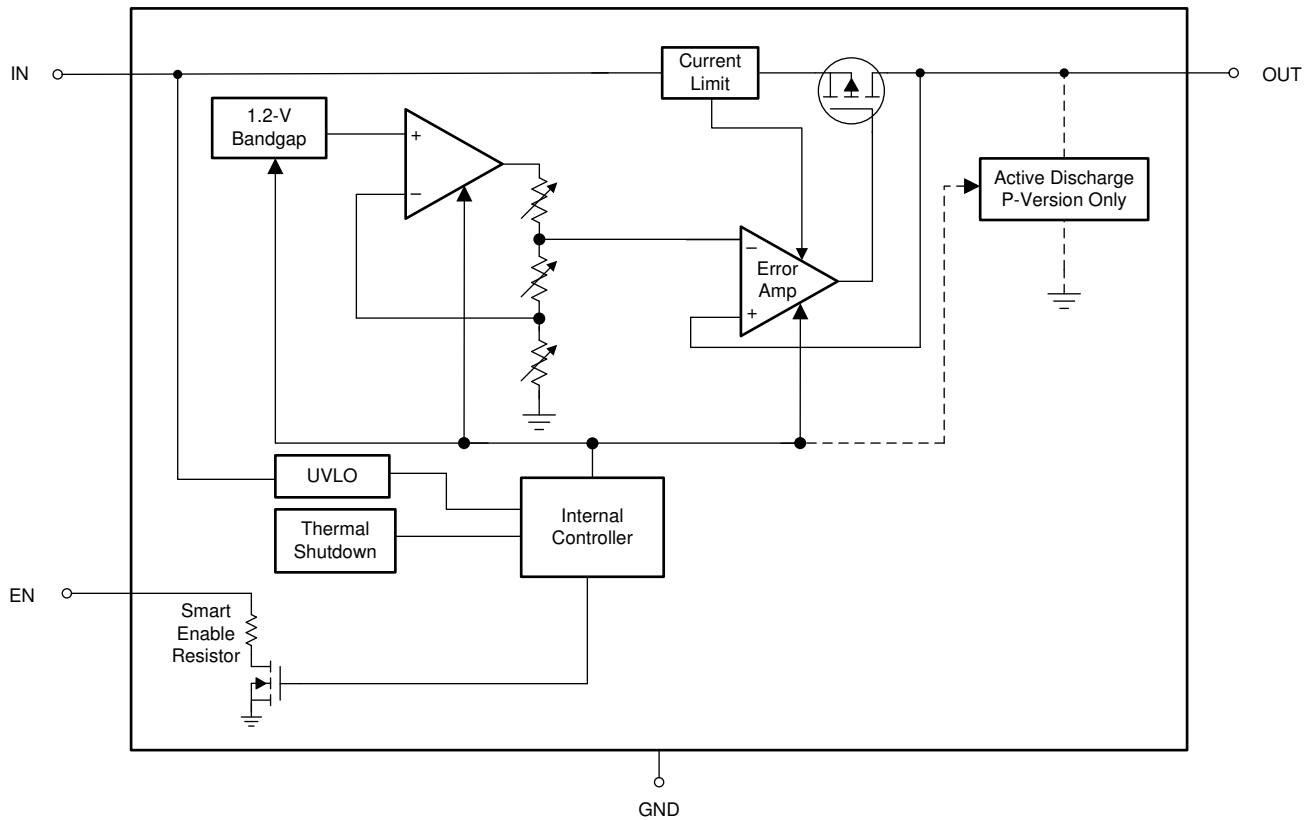 IN
Current
Limit
OUT
1.2-V
Bandgap
+
−
Active Discharge
P-Version Only
−
Error
Amp
+
UVLO
Internal
Controller
Thermal
Shutdown
EN
Smart
Enable
Resistor
GND